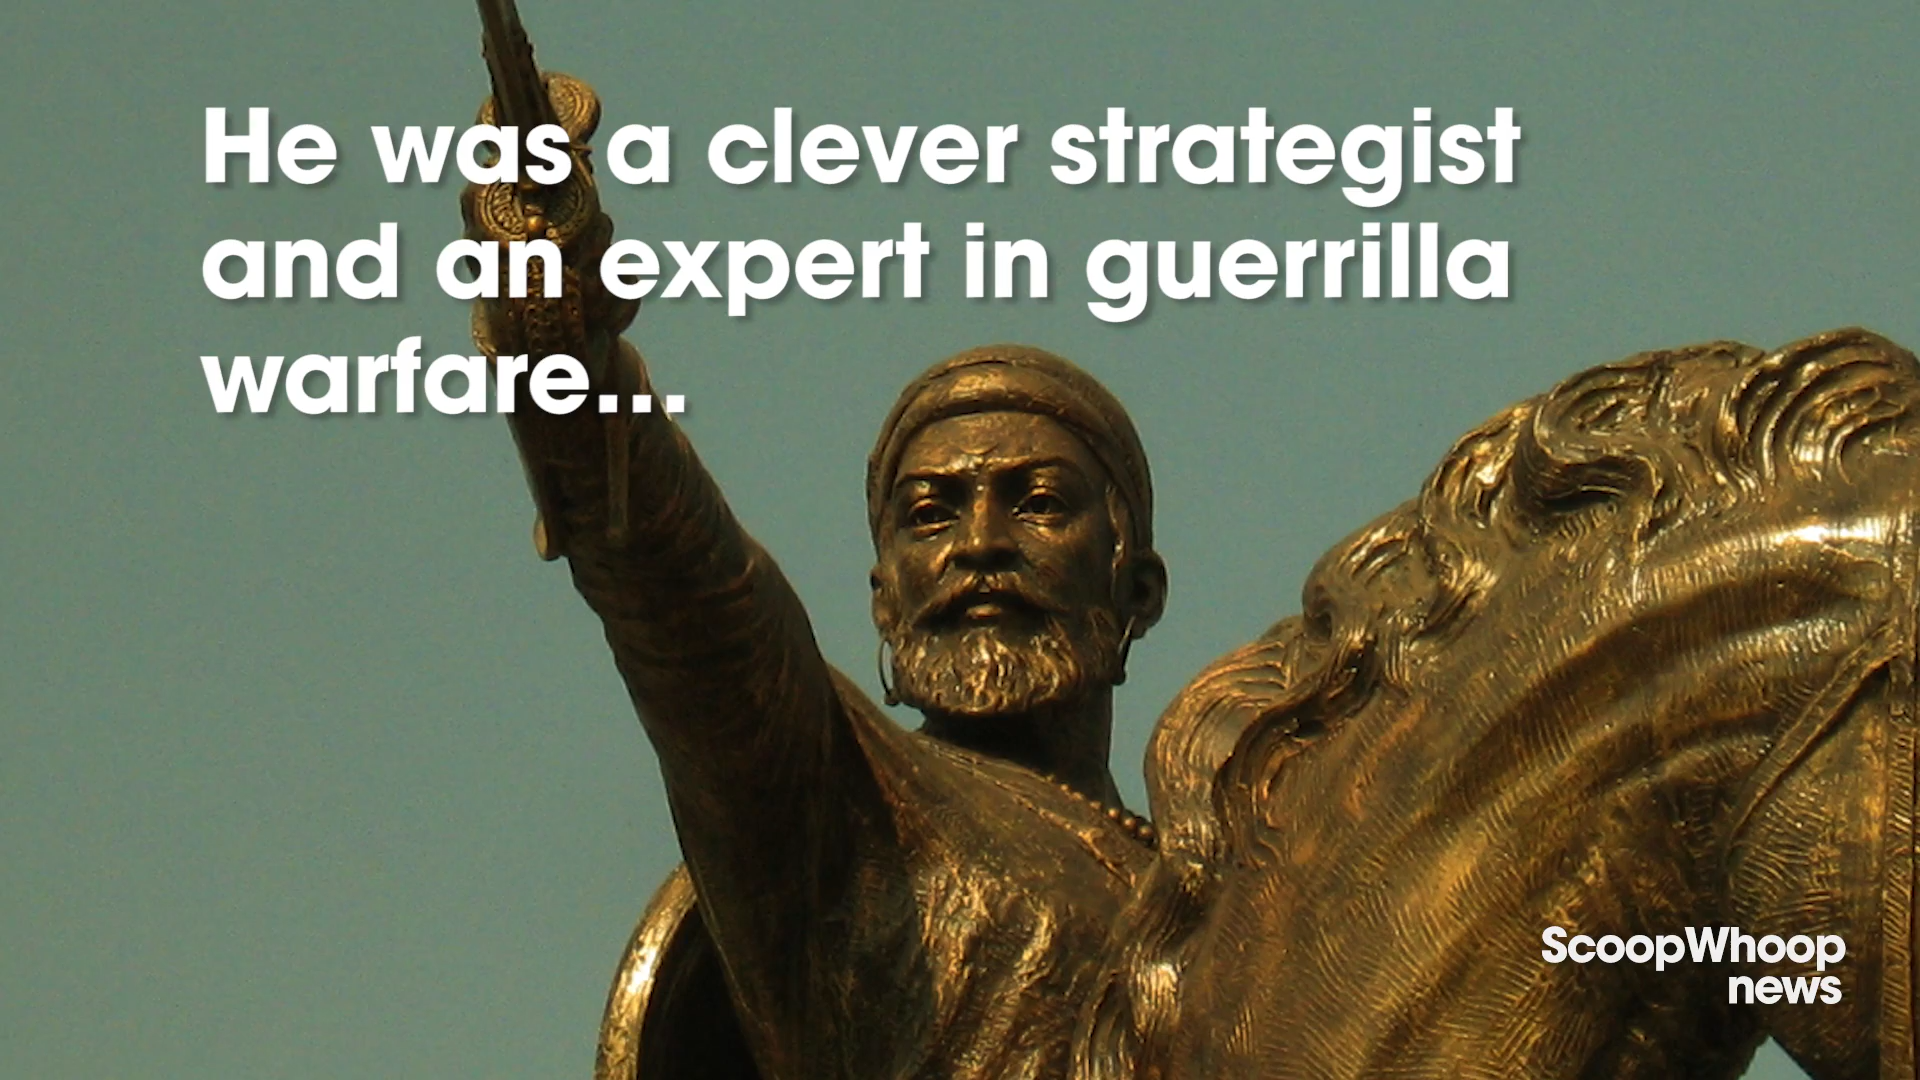 He was a clever strategist
and an expert in guerrilla
warfare...
ScoopWhoop
news